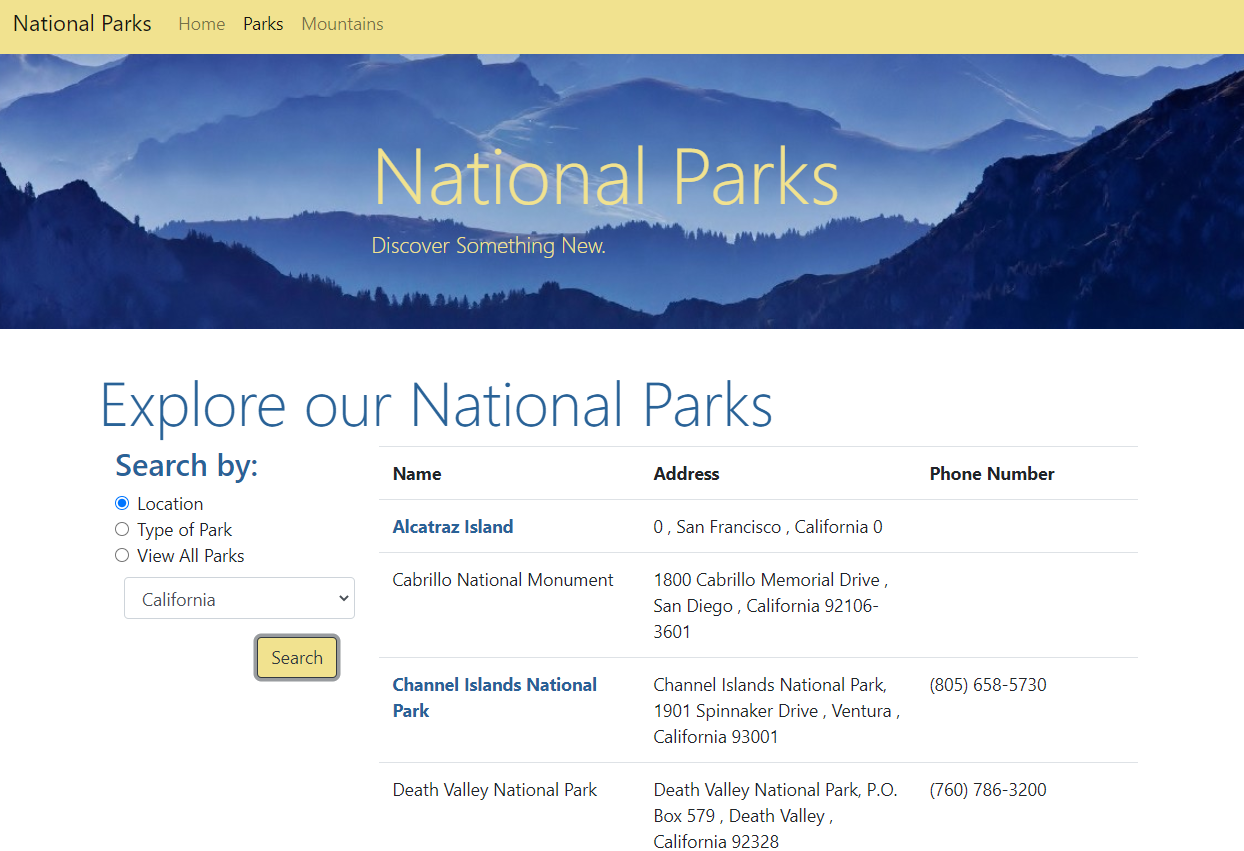 National Parks Home Parks Mountains
National Parks
Discover Something New.
Explore our National Parks
Search by:
Location
Type of Park
View All Parks
California
Search
Name Address Phone Number
Alcatraz Island 0 , San Francisco , California 0
Cabrillo National Monument 1800 Cabrillo Memorial Drive ,
San Diego , California 92106-
3601
Channel Islands National Channel Islands National Park, (805) 658-5730
Park 1901 Spinnaker Drive , Ventura ,
California 93001
Death Valley National Park Death Valley National Park, P.O. (760) 786-3200
Box 579 , Death Valley ,
California 92328